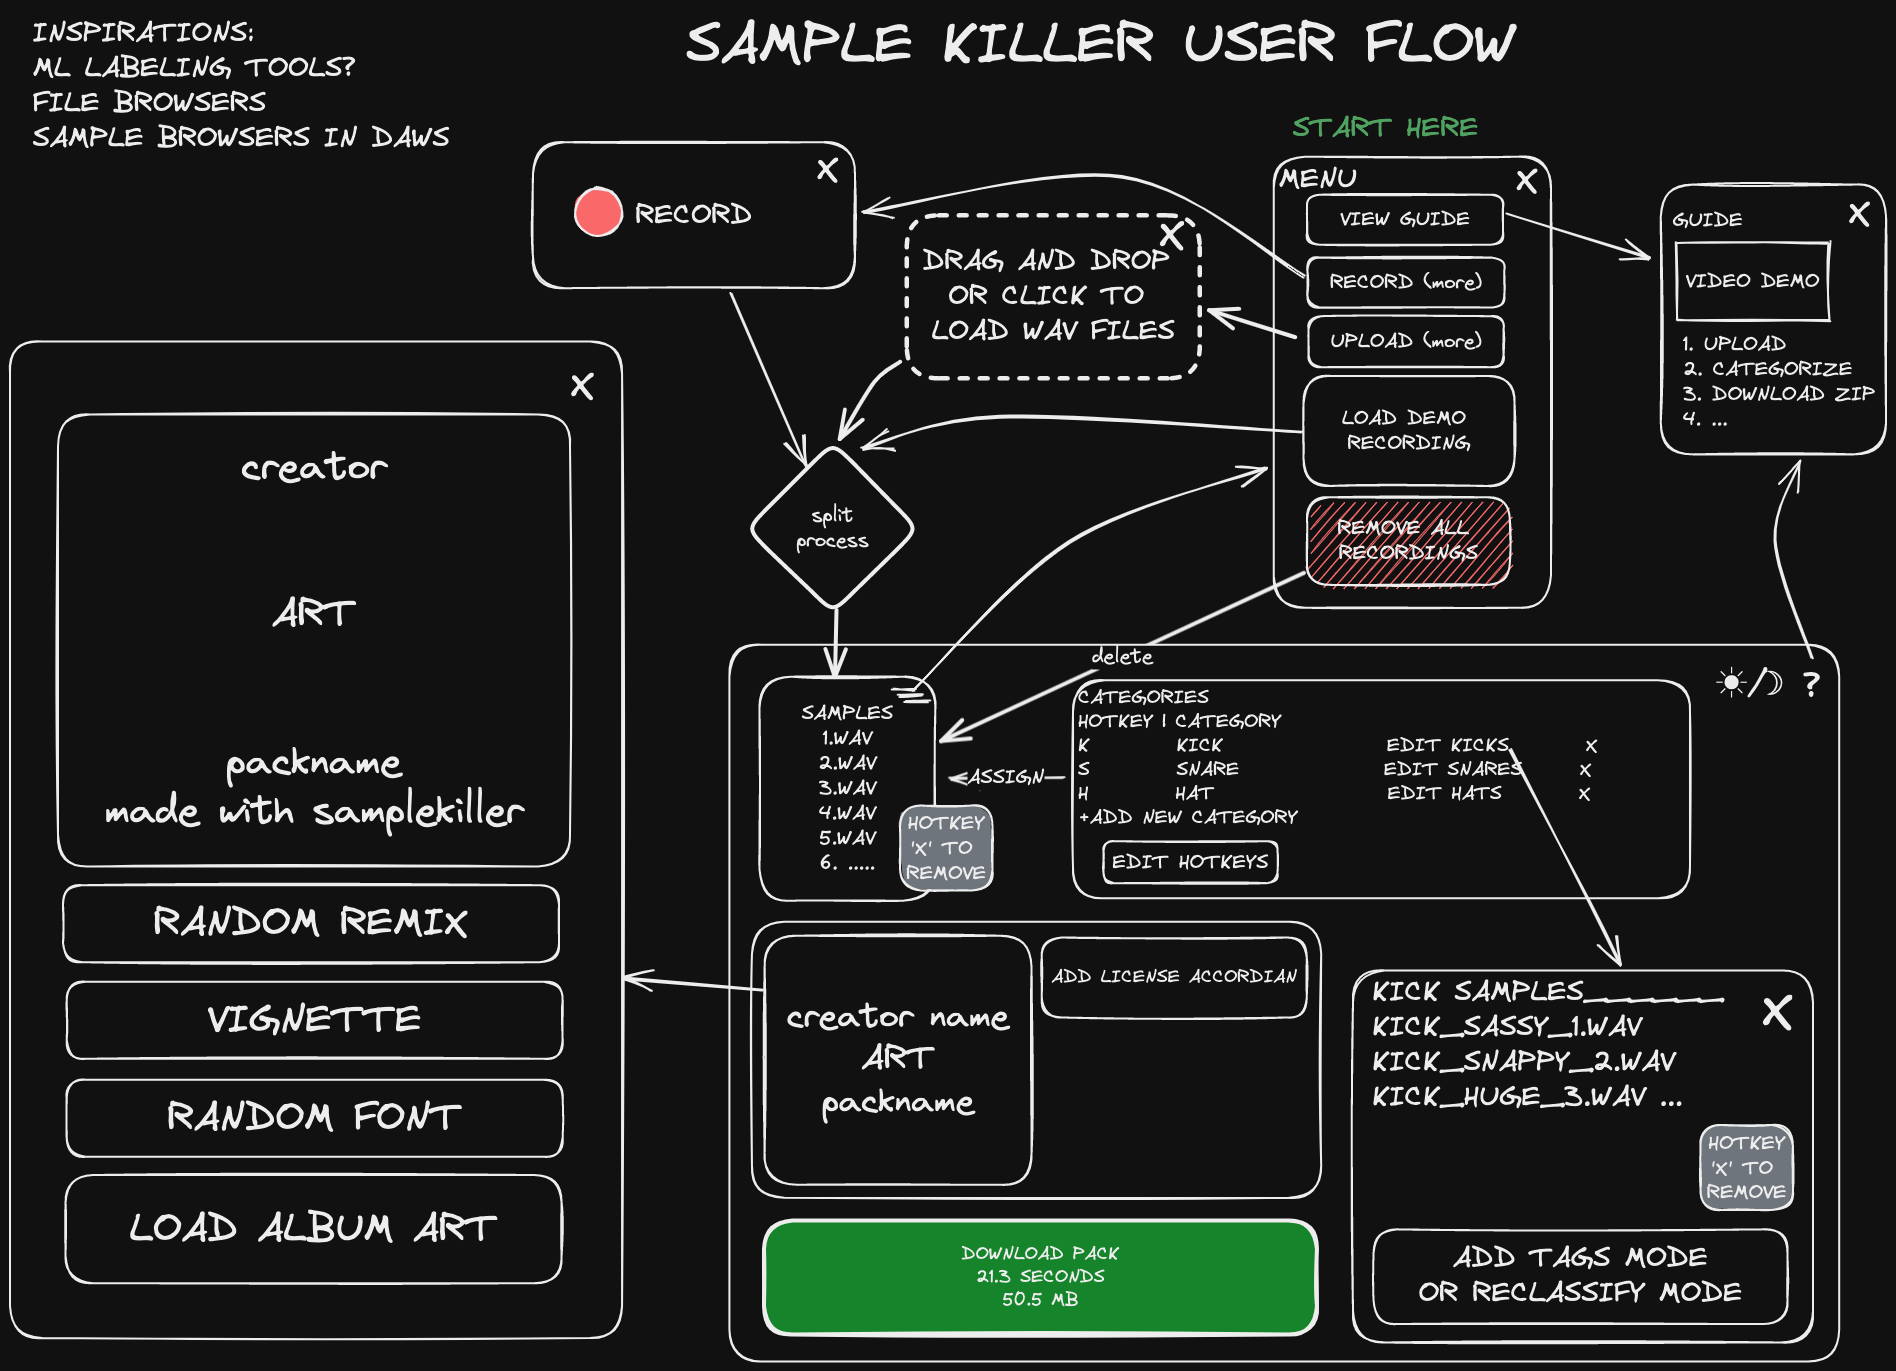 INSPIRATIONS:
ML LABELING TOOLS?
FILE BROWSERS
SAMPLE BROWSERS IN DAWS
SAMPLE KILLER USER FLOW
START HERE
MENU
X
VIEW GUIDE
RECORD (more)
UPLOAD (more)
LOAD DEMO
RECORDING
REMOVE ALL
RECORDINGS
GUIDE
X
VIDEO DEMO
1. UPLOAD
2. CATEGORIZE
3. DOWNLOAD ZIP
4. ...
X
RECORD
X
DRAG AND DROP
OR CLICK TO
LOAD WAV FILES
split
process
delete
?
SAMPLES
1.WAV
2.WAV
3.WAV
4.WAV
5.WAV
6. .....
HOTKEY
'X' TO
REMOVE
ASSIGN
CATEGORIES
HOTKEY | CATEGORY
K KICK EDIT KICKS X
S SNARE EDIT SNARES X
H HAT EDIT HATS X
+ADD NEW CATEGORY
EDIT HOTKEYS
creator name
ART
packname
ADD LICENSE ACCORDIAN
DOWNLOAD PACK
21.3 SECONDS
50.5 MB
KICK SAMPLES_______
X
KICK_SASSY_1.WAV
KICK_SNAPPY_2.WAV
KICK_HUGE_3.WAV ...
HOTKEY
'X' TO
REMOVE
ADD TAGS MODE
OR RECLASSIFY MODE
X
creator
ART
packname
made with samplekiller
RANDOM REMIX
VIGNETTE
RANDOM FONT
LOAD ALBUM ART